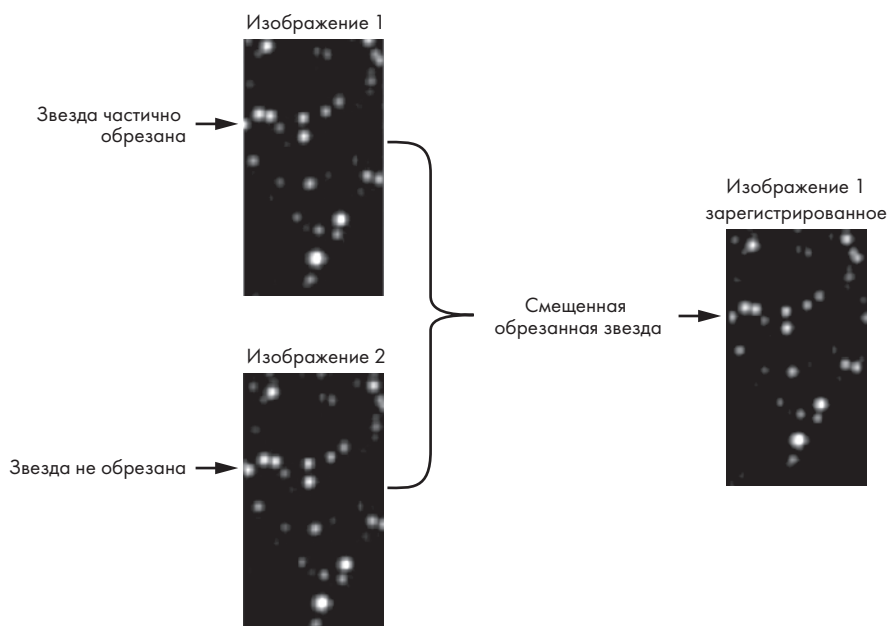 Изображение 1
Звезда частично
обрезана
Изображение 2
Звезда не обрезана
Смещенная
обрезанная звезда
Изображение 1
зарегистрированное